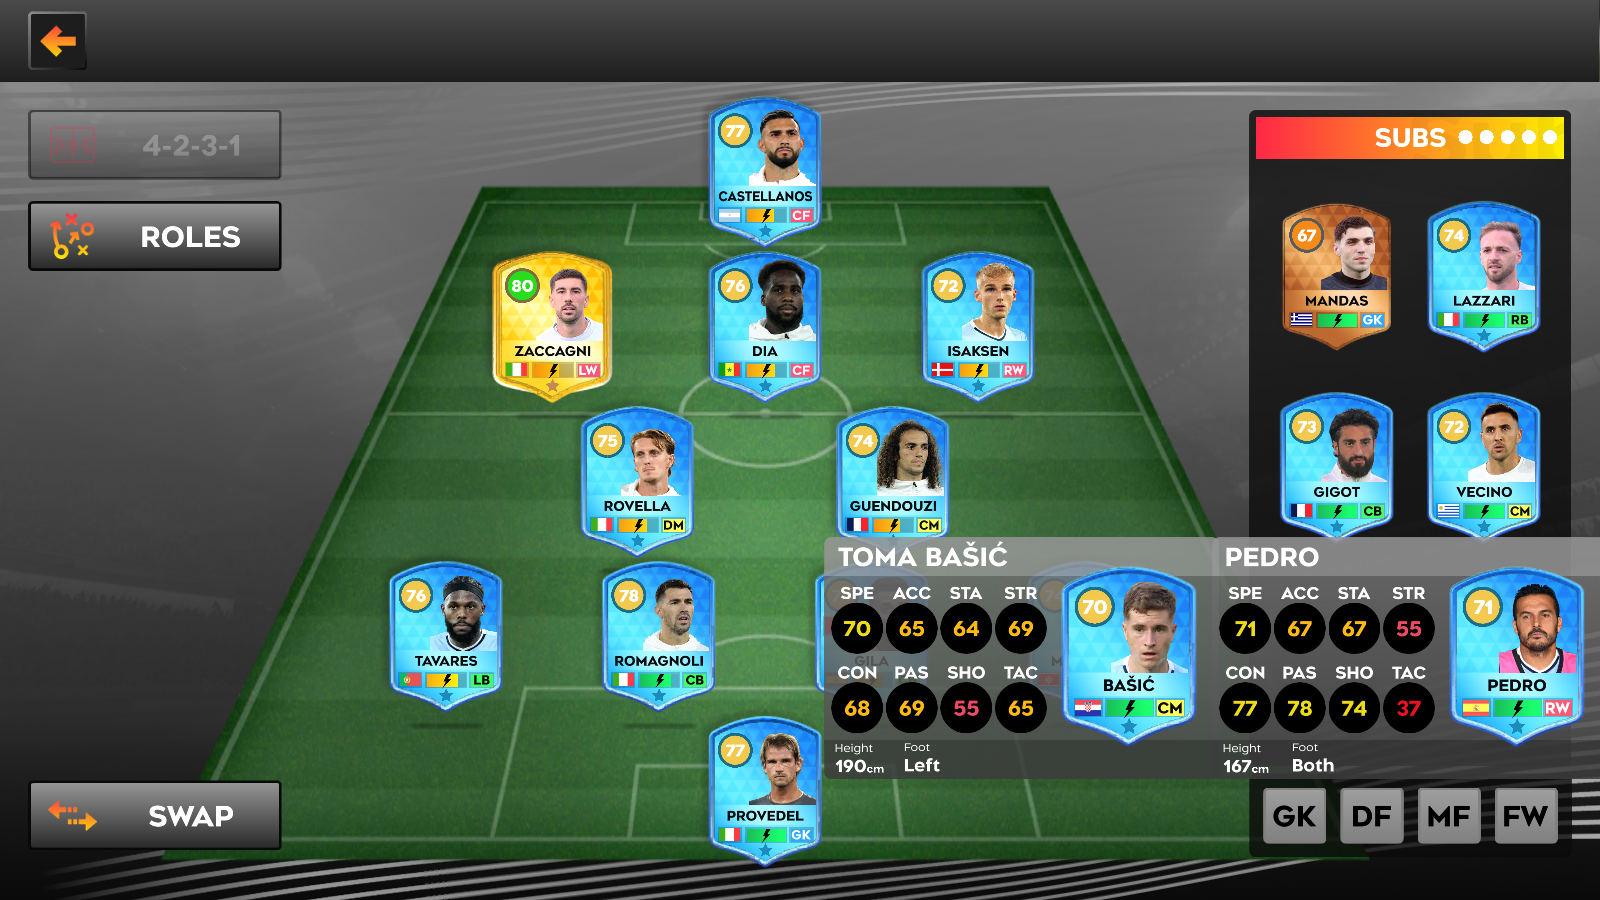 4-2-3-1
ROLES
77
CASTELLANOS
CF
80
ZACCAGNI
LW
76
DIA
CF
72
ISAKSEN
RW
75
ROVELLA
DM
74
GUENDOUZI
CM
76
TAVARES
LB
78
ROMAGNOLI
CB
GILA
77
PROVEDEL
GK
SWAP
SUBS
67
MANDAS
GK
74
LAZZARI
RB
73
GIGOT
CB
72
VECINO
CM
TOMA BAŠIĆ
SPE ACC STA STR
70 65 64 69
CON PAS SHO TAC
68 69 55 65
Height Foot
190cm Left
70
BAŠIĆ
CM
PEDRO
SPE ACC STA STR
71 67 67 55
CON PAS SHO TAC
77 78 74 37
Height Foot
167cm Both
71
PEDRO
RW
GK DF MF FW